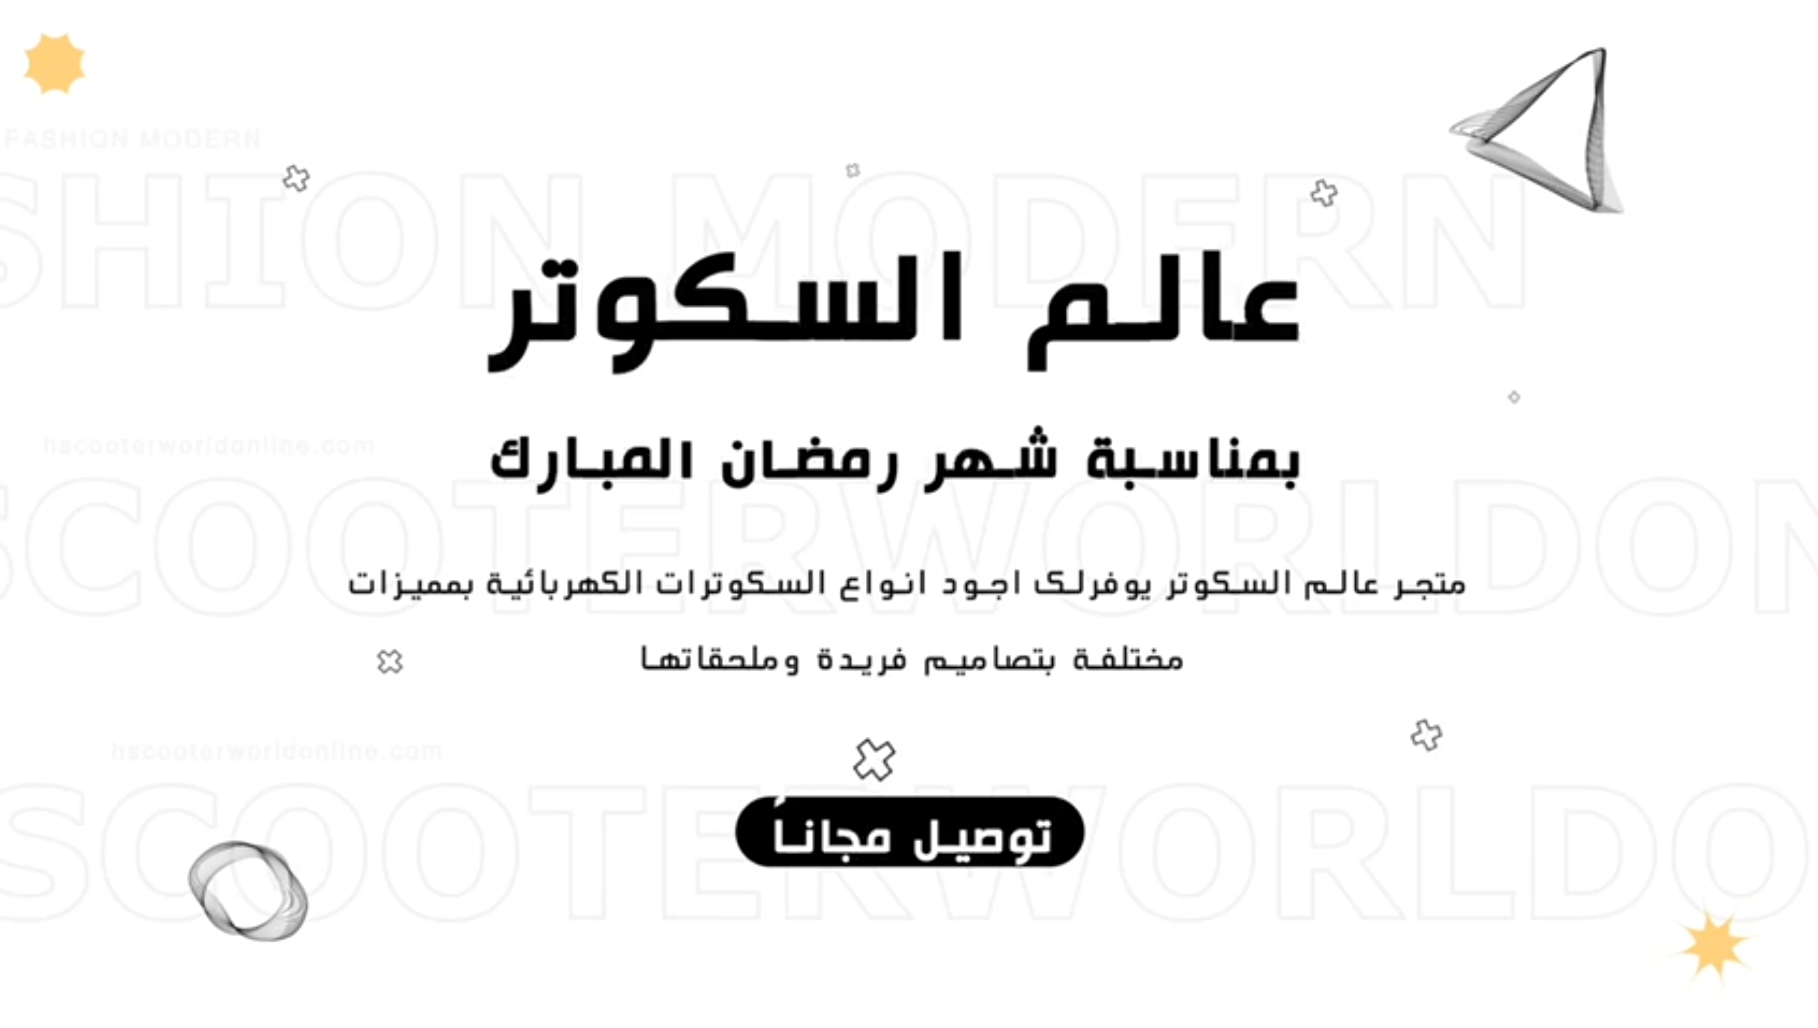 FASHION MODERN
SHION MODERN
عالم السكوتر
بمناسبة شهر رمضان المبارك
hscooterworldonline.com
SCOOTERWORLDON
متجر عالم السكوتر يوفرلك اجود انواع السكوترات الكهربائية بمميزات
مختلفة بتصاميم فريدة وملحقاتها
hscooterworldonline.com
SCOOTERWORLDO
توصيل مجاناً